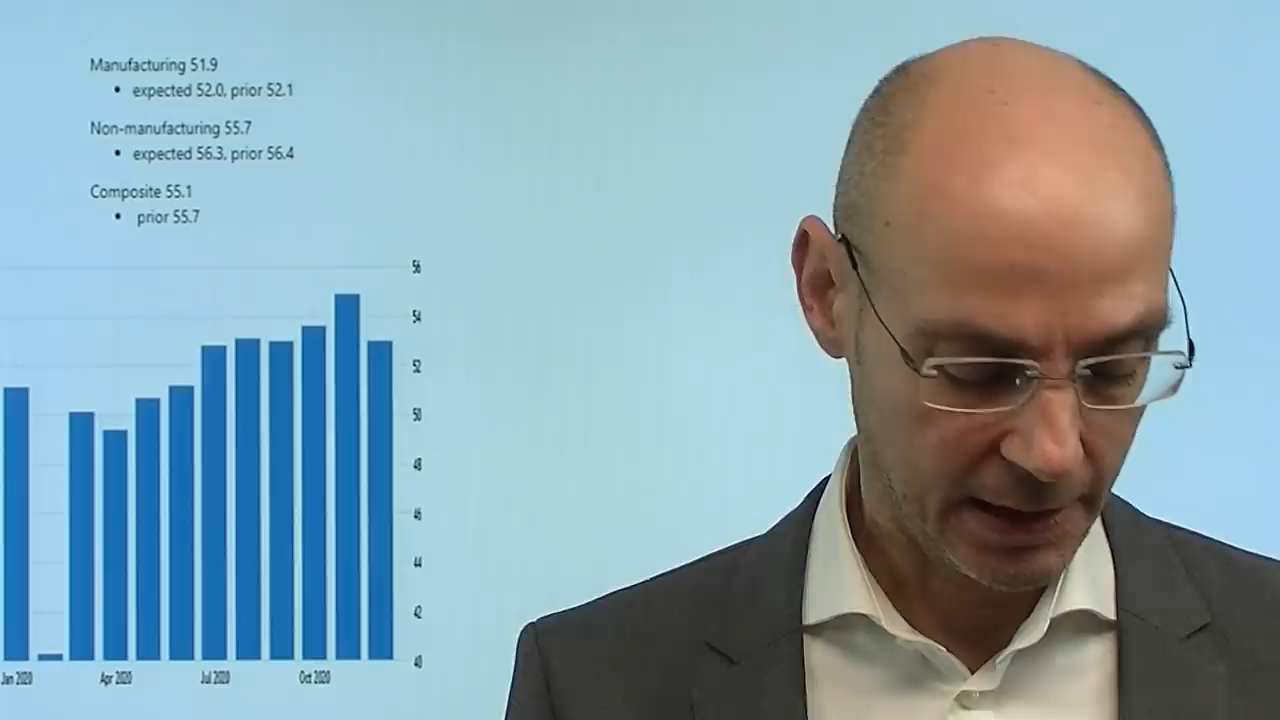 Manufacturing 51.9
• expected 52.0, prior 52.1
Non-manufacturing 55.7
• expected 56.3, prior 56.4
Composite 55.1
• prior 55.7
56
54
52
50
48
46
44
42
40
Jan 2020
Apr 2020
Jul 2020
Oct 2020